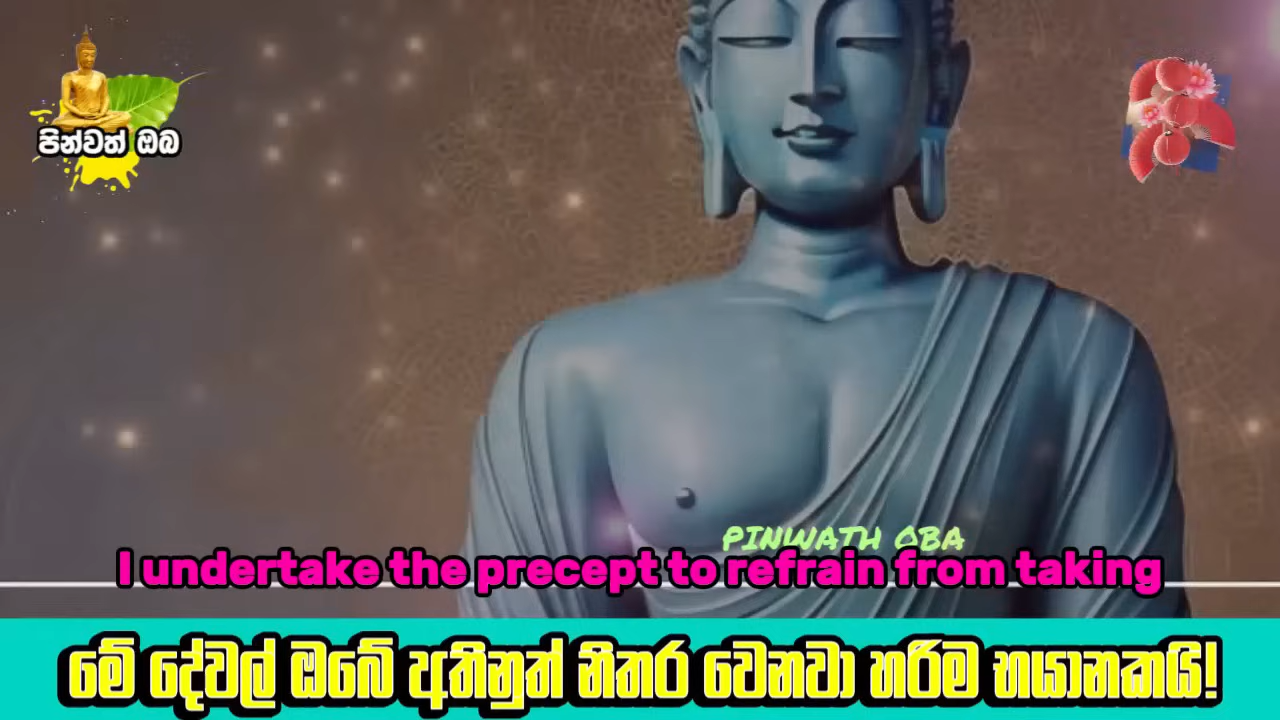 පින්වත් ඔබ
PINWATH OBA
I undertake the precept to refrain from taking
මේ දේවල් ඔබේ අතිනුත් නිතර වෙනවා හරිම භයානකයි!